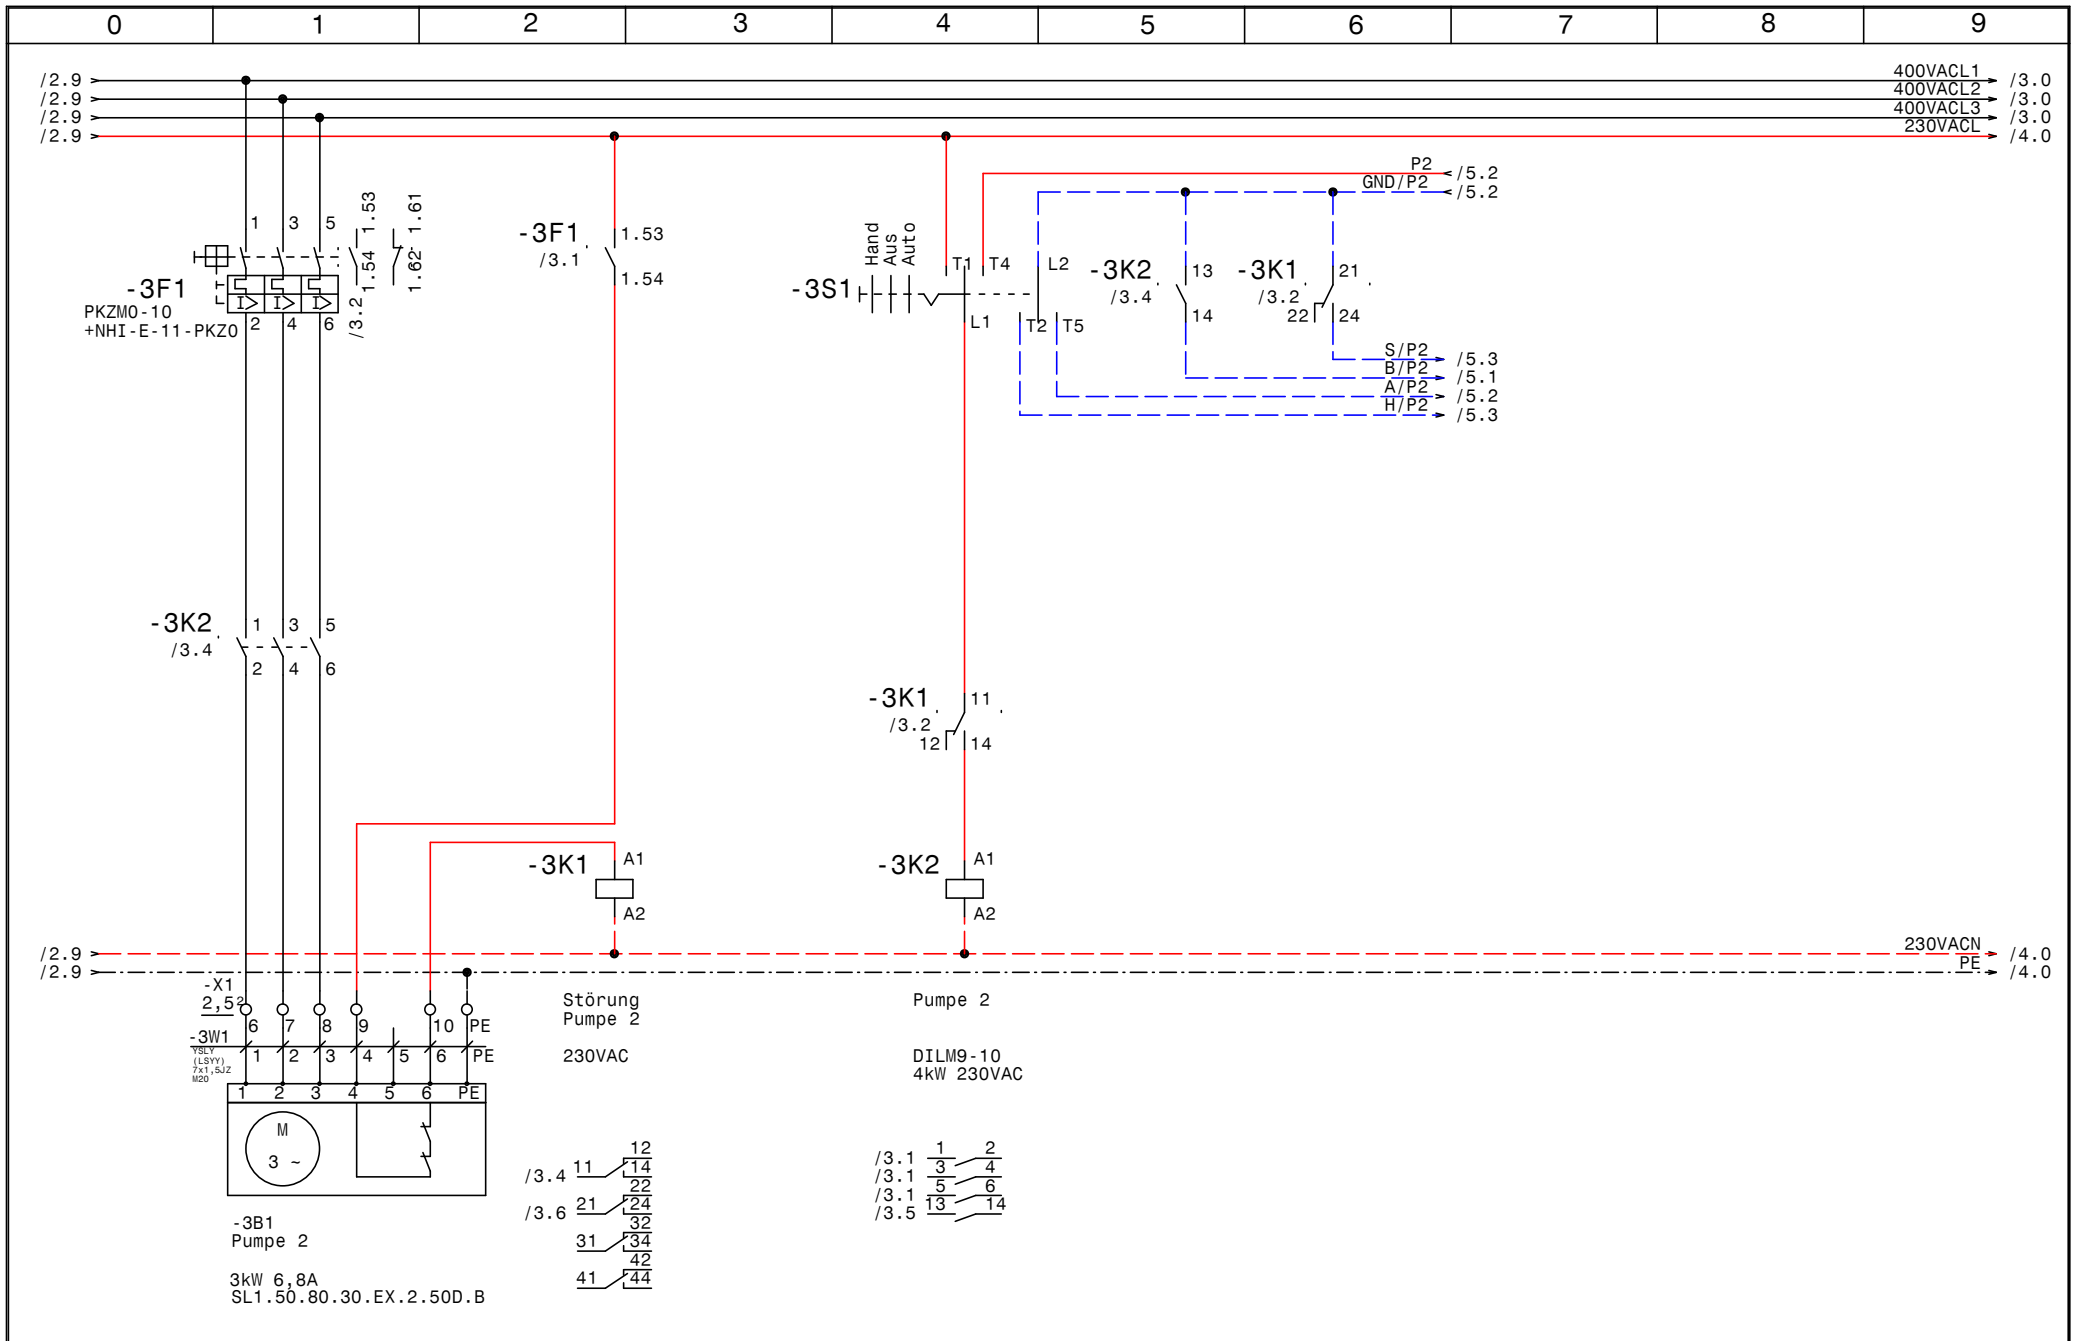 0 1 2 3 4 5 6 7 8 9
/2.9 400VACL1 /3.0
/2.9 400VACL2 /3.0
/2.9 400VACL3 /3.0
/2.9 230VACL /4.0
P2 /5.2
GND/P2 /5.2
1 3 5 1.53 1.61
1.54 1.62
-3F1
PKZM0-10
+NHI-E-11-PKZ0
2 4 6 /3.2
-3F1 1.53
/3.1
1.54
Hand
Aus
Auto
-3S1
T1 T4 L2
L1 T2 T5
-3K2 13
/3.4
14
-3K1 21
/3.2
22 24
S/P2 /5.3
B/P2 /5.1
A/P2 /5.2
H/P2 /5.3
-3K2 1 3 5
/3.4
2 4 6
-3K1 11
/3.2
12 14
-3K1 A1
A2
-3K2 A1
A2
/2.9 230VACN /4.0
/2.9 PE /4.0
-X1
2,5²
6 7 8 9 10 PE
-3W1
YSLY
(LSYY)
7x1,5JZ
M20
1 2 3 4 5 6 PE
1 2 3 4 5 6 PE
M
3 ~
-3B1
Pumpe 2
3kW 6,8A
SL1.50.80.30.EX.2.50D.B
Störung
Pumpe 2
230VAC
12
/3.4 11 14
22
/3.6 21 24
32
31 34
42
41 44
Pumpe 2
DILM9-10
4kW 230VAC
/3.1 1 2
/3.1 3 4
/3.1 5 6
/3.5 13 14